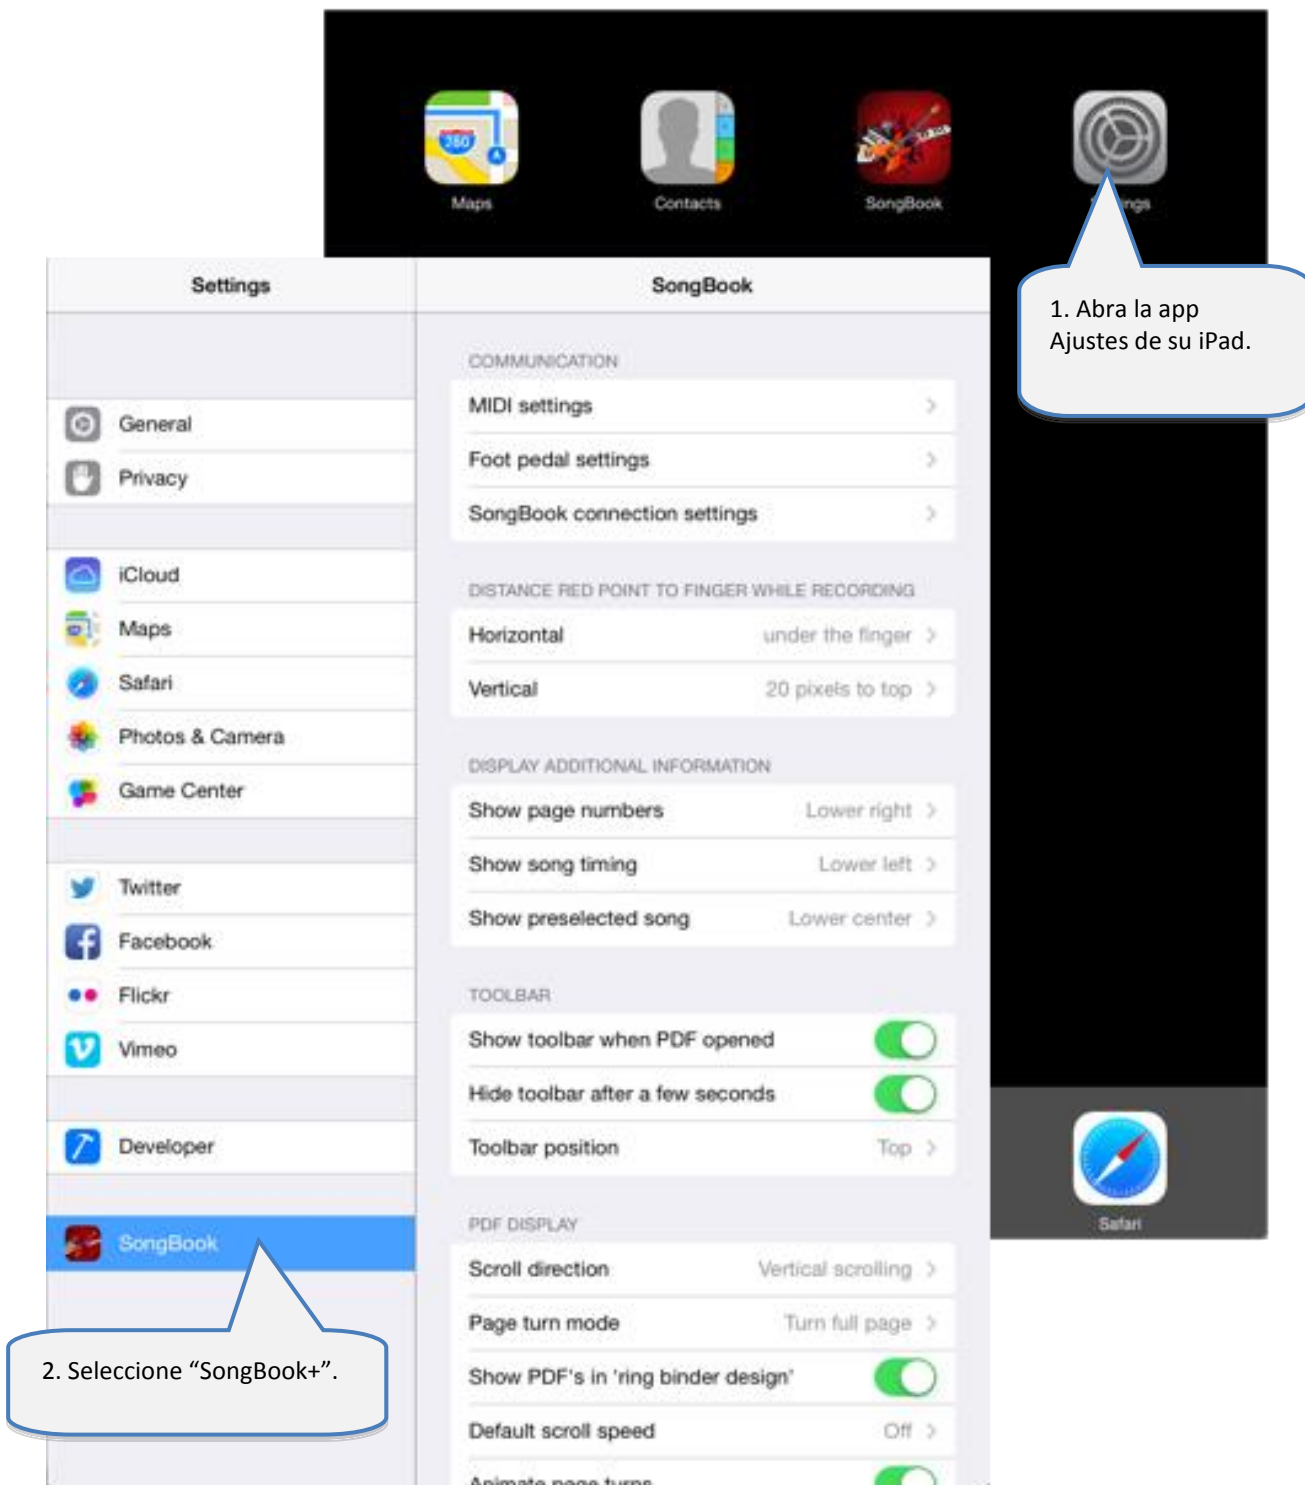 Maps
Contacts
SongBook
ngs
1. Abra la app
Ajustes de su iPad.
Settings
General
Privacy
iCloud
Maps
Safari
Photos & Camera
Game Center
Twitter
Facebook
Flickr
Vimeo
Developer
SongBook
2. Seleccione “SongBook+”.
SongBook
COMMUNICATION
MIDI settings
Foot pedal settings
SongBook connection settings
DISTANCE RED POINT TO FINGER WHILE RECORDING
Horizontal under the finger
Vertical 20 pixels to top
DISPLAY ADDITIONAL INFORMATION
Show page numbers Lower right
Show song timing Lower left
Show preselected song Lower center
TOOLBAR
Show toolbar when PDF opened
Hide toolbar after a few seconds
Toolbar position Top
PDF DISPLAY
Scroll direction Vertical scrolling
Page turn mode Turn full page
Show PDF's in 'ring binder design'
Default scroll speed Off
Animate page turns
Safari
280